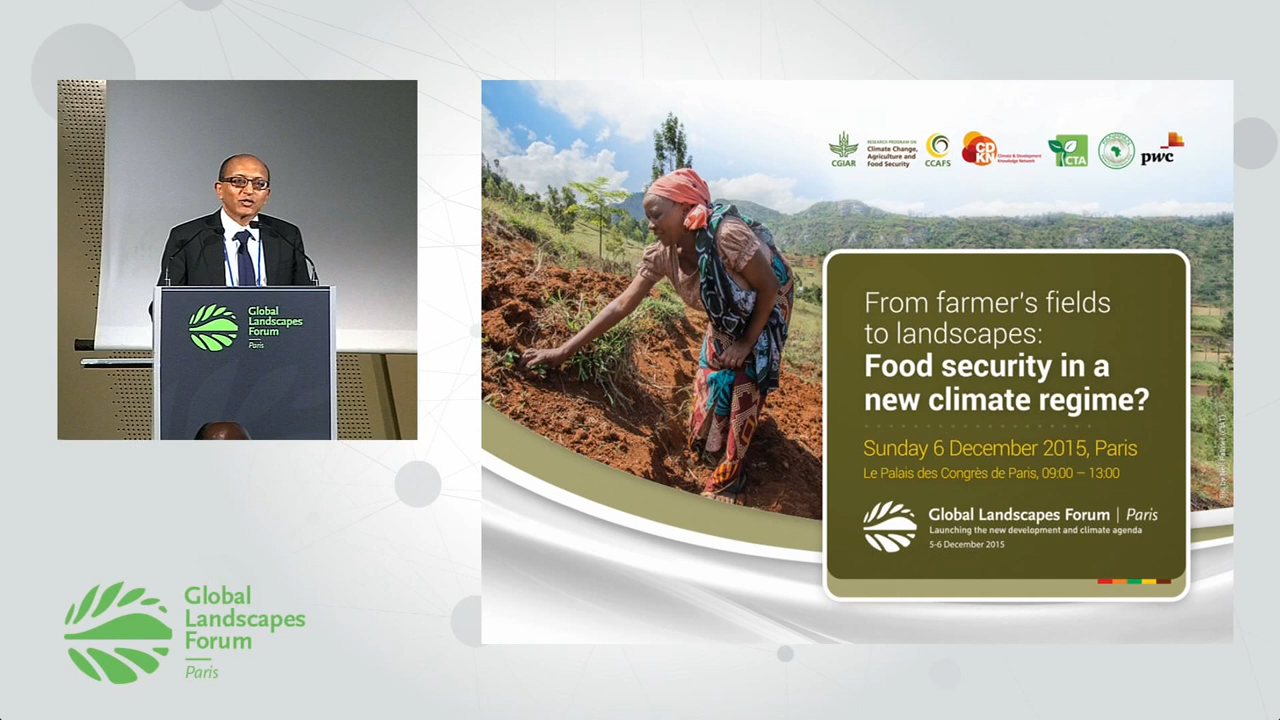 Global
Landscapes
Forum
Paris
CGIAR
RESEARCH PROGRAM ON
Climate Change,
Agriculture and
Food Security
CCAFS
CD
KN
Climate & Development
Knowledge Network
CTA
pwc
From farmer's fields
to landscapes:
Food security in a
new climate regime?
Sunday 6 December 2015, Paris
Le Palais des Congrès de Paris, 09:00 – 13:00
Global Landscapes Forum | Paris
Launching the new development and climate agenda
5-6 December 2015
Global
Landscapes
Forum
Paris